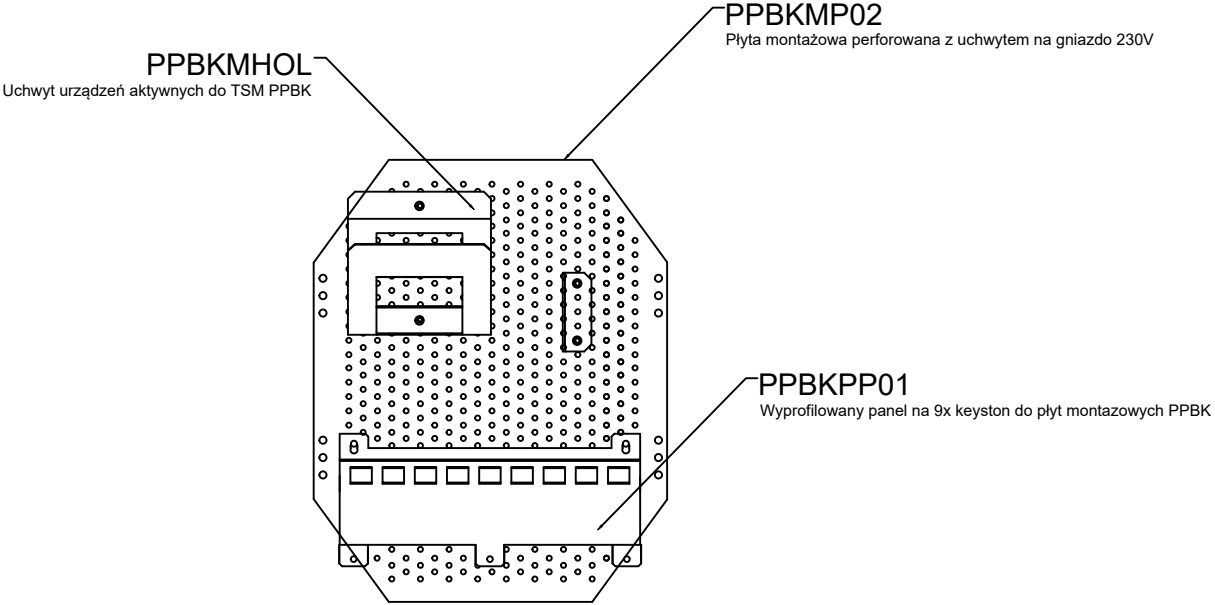 PPBKMP02
Płyta montażowa perforowana z uchwytem na gniazdo 230V
PPBKMHOL
Uchwyt urządzeń aktywnych do TSM PPBK
PPBKPP01
Wyprofilowany panel na 9x keyston do płyt montazowych PPBK